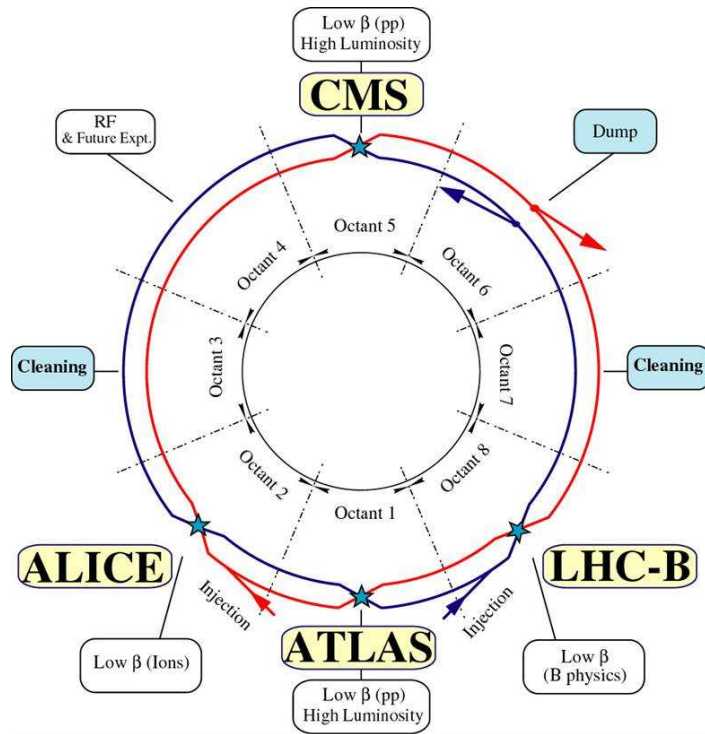 Low β (pp)
High Luminosity
CMS
RF
& Future Expt.
Dump
Octant 5
Octant 4
Octant 6
Cleaning
Octant 3
Octant 7
Cleaning
Octant 2
Octant 8
Octant 1
ALICE
LHC-B
Injection
Injection
ATLAS
Low β (Ions)
Low β
(B physics)
Low β (pp)
High Luminosity